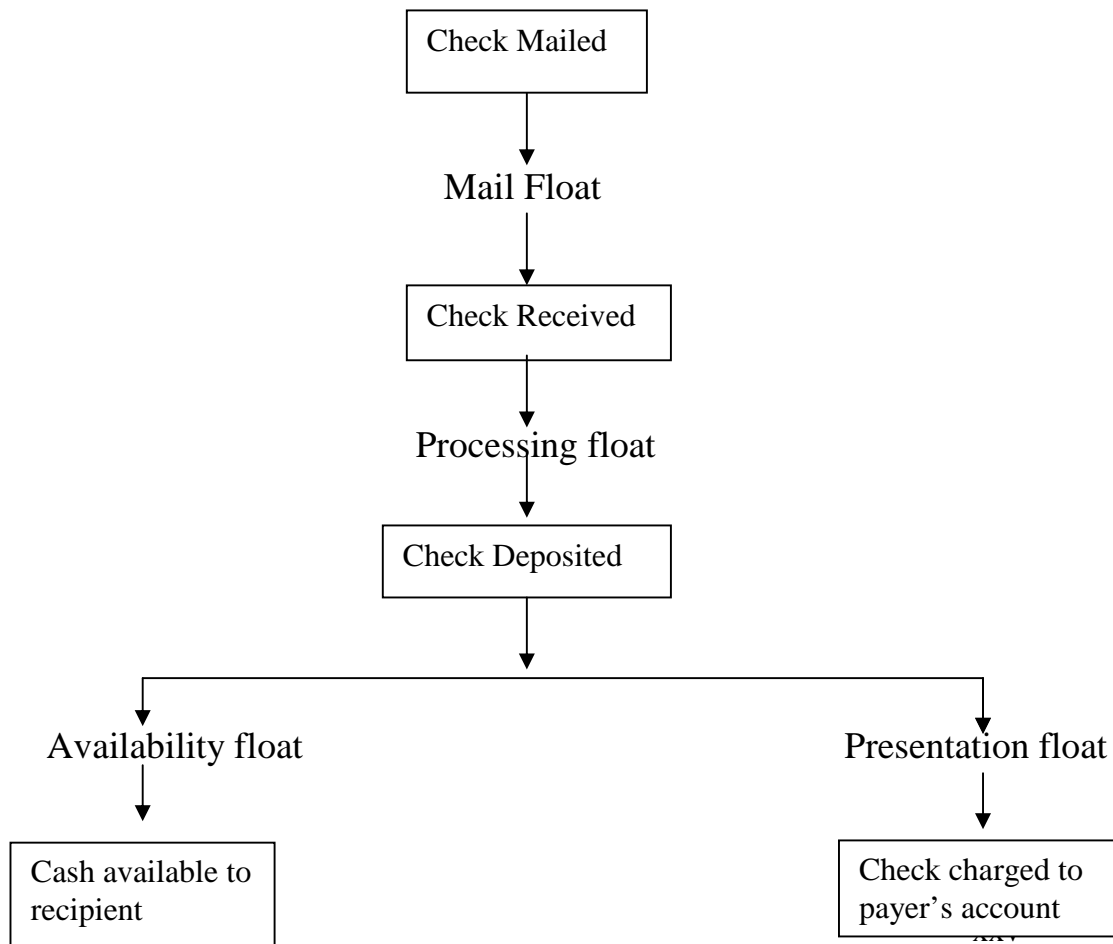 Check Mailed
Mail Float
Check Received
Processing float
Check Deposited
Availability float
Presentation float
Cash available to
recipient
Check charged to
payer's account